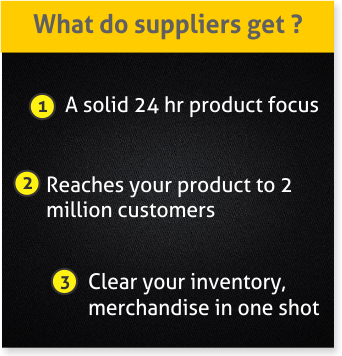 What do suppliers get ?
1 A solid 24 hr product focus
2 Reaches your product to 2
million customers
3 Clear your inventory,
merchandise in one shot